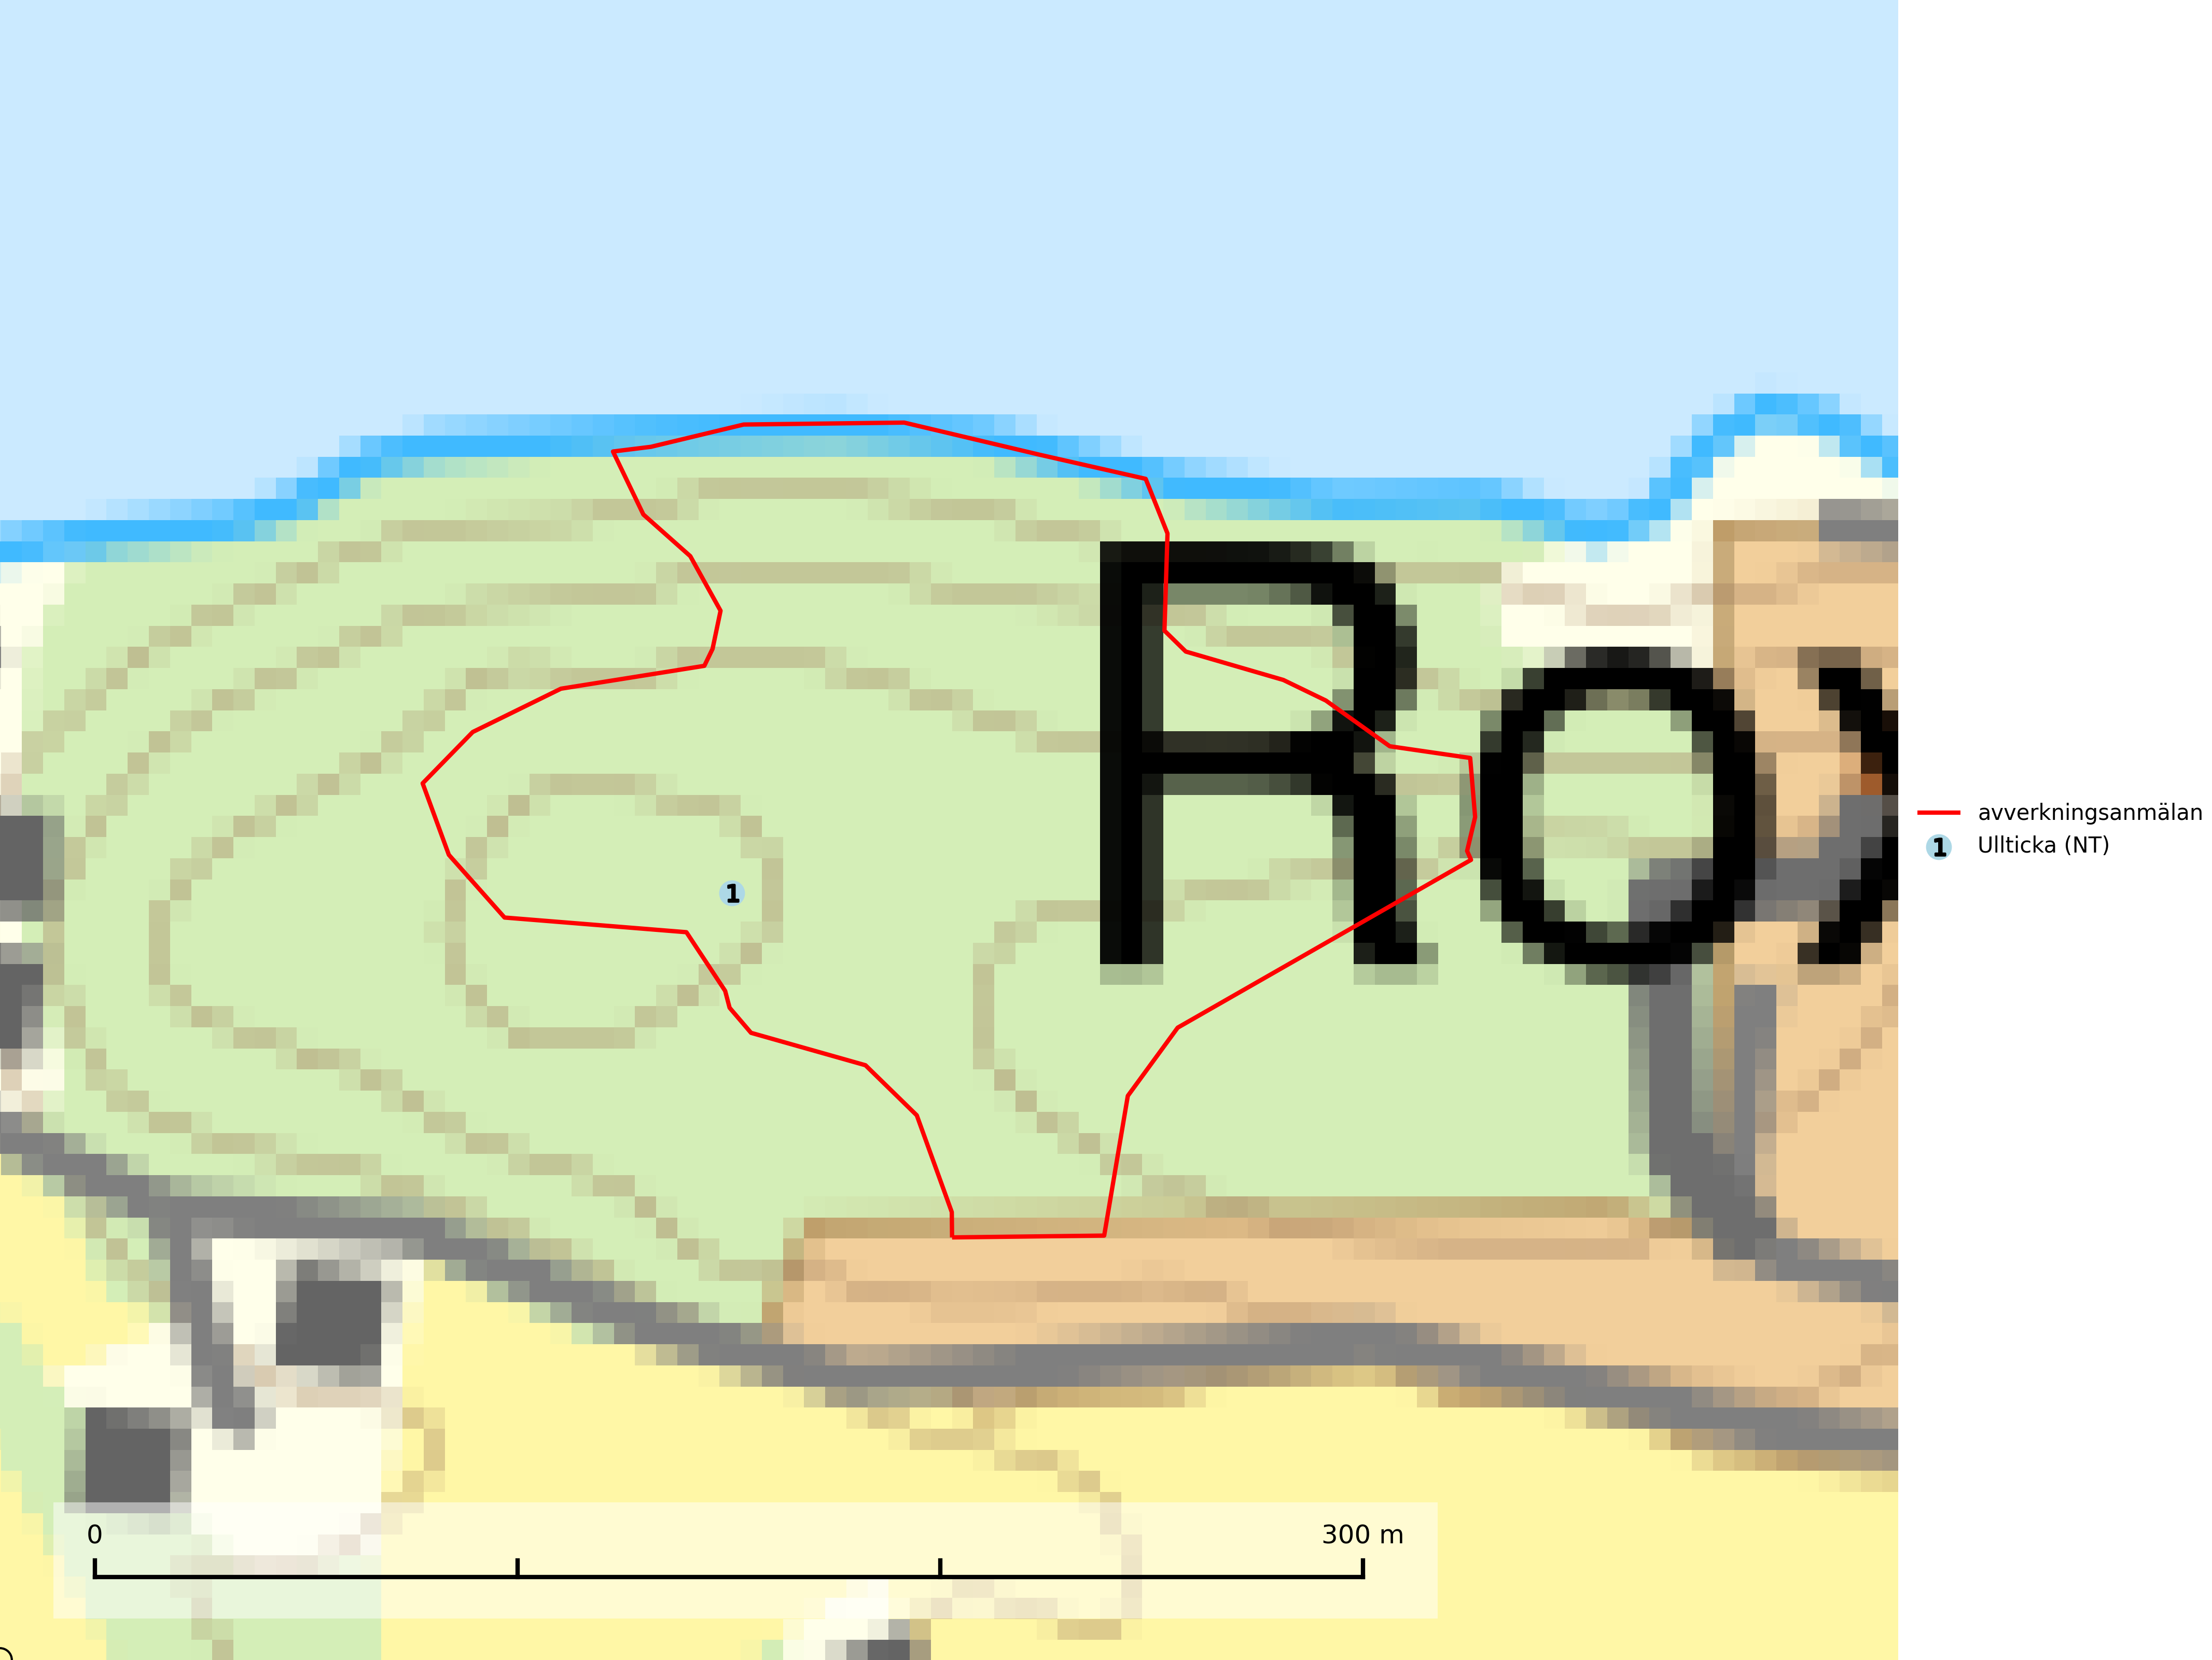 Ro
avverkningsanmälan
1 Ullticka (NT)
1
0 300 m